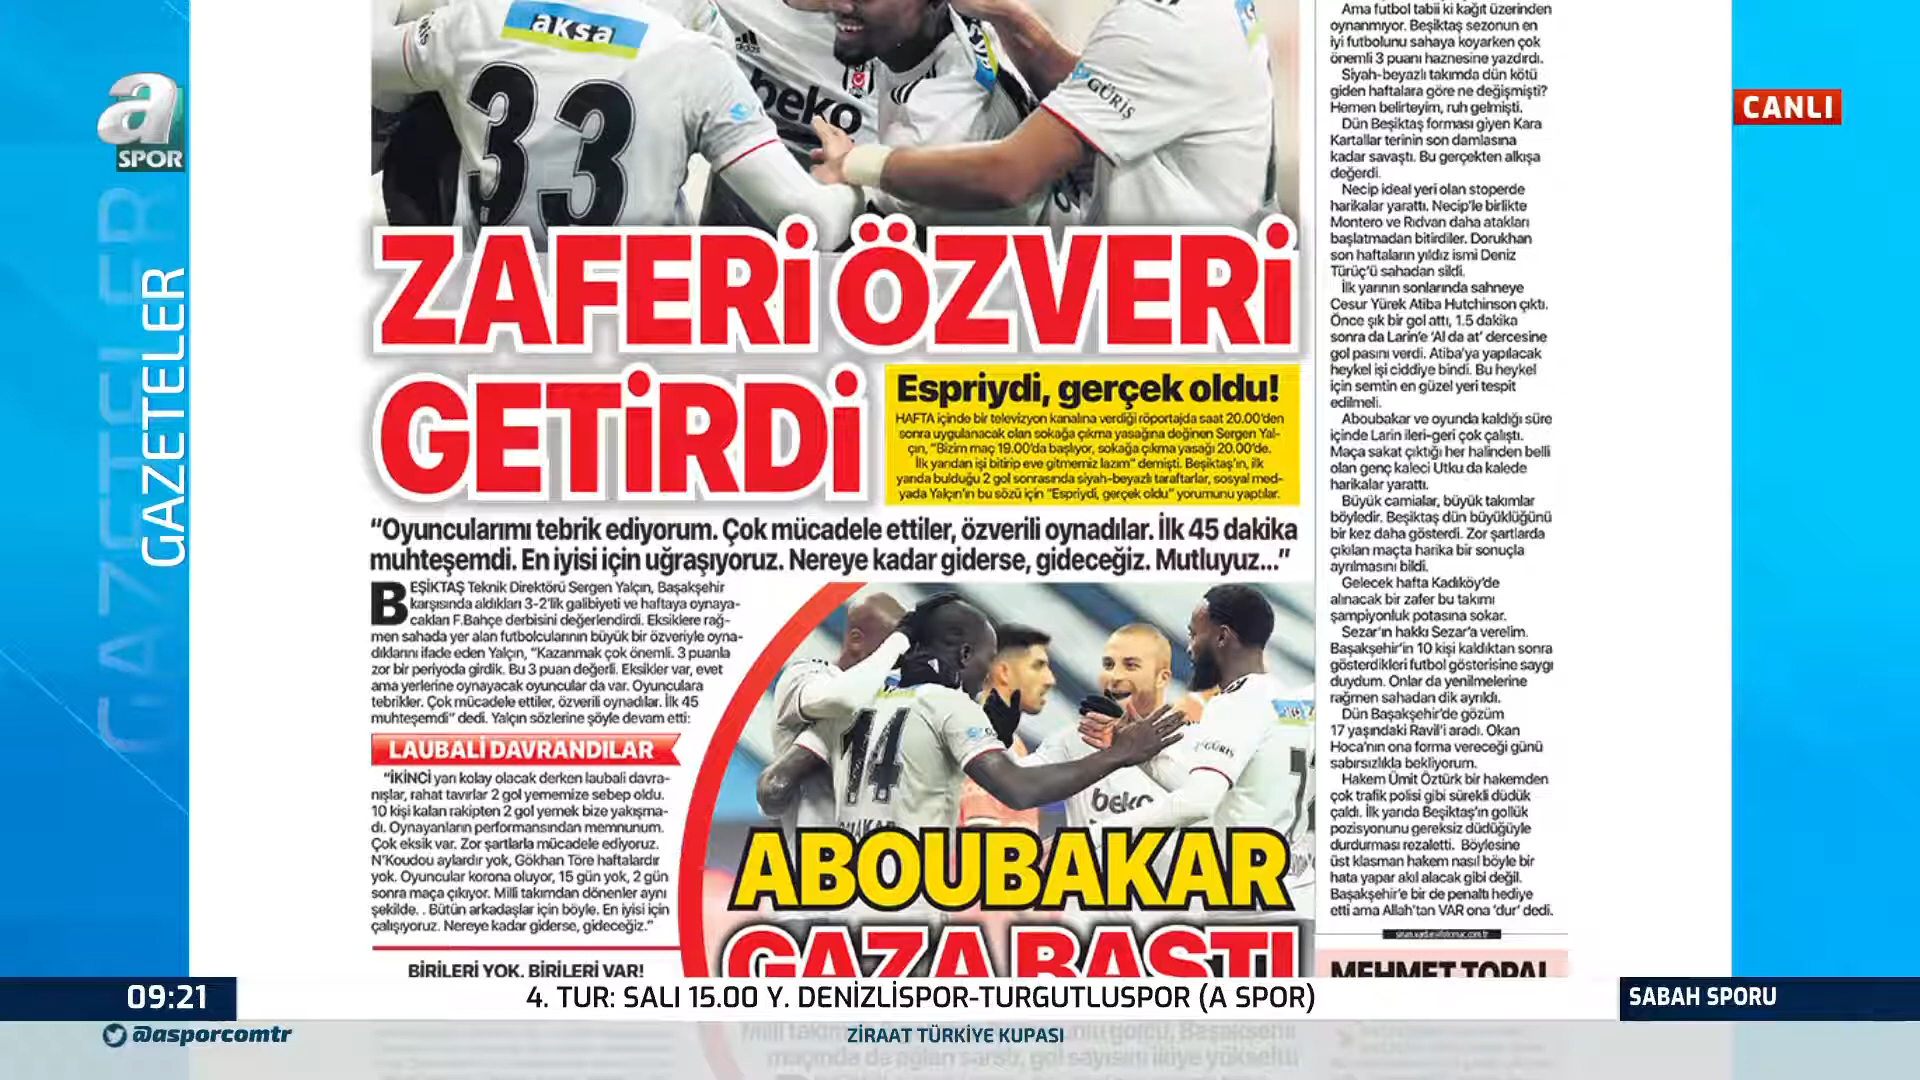 aksa
33
beko
GÜRİŞ
a
SPOR
GAZETELER
GAZETELER
CANLI
ZAFERİ ÖZVERİ
GETİRDİ
Espriydi, gerçek oldu!
HAFTA içinde bir televizyon kanalına verdiği röportajda saat 20.00'den
sonra uygulanacak olan sokağa çıkma yasağına değinen Sergen Yal-
çın, "Bizim maç 19.00'da başlıyor, sokağa çıkma yasağı 20.00'de.
İlk yarıdan işi bitirip eve gitmemiz lazım" demişti. Beşiktaş'ın, ilk
yarıda bulduğu 2 gol sonrasında siyah-beyazlı taraftarlar, sosyal med-
yada Yalçın'ın bu sözü için "Espriydi, gerçek oldu" yorumunu yaptılar.
"Oyuncularımı tebrik ediyorum. Çok mücadele ettiler, özverili oynadılar. İlk 45 dakika
muhteşemdi. En iyisi için uğraşıyoruz. Nereye kadar giderse, gideceğiz. Mutluyuz..."
BEŞİKTAŞ Teknik Direktörü Sergen Yalçın, Başakşehir
karşısında aldıkları 3-2'lik galibiyeti ve haftaya oynaya-
cakları F.Bahçe derbisini değerlendirdi. Eksiklere rağ-
men sahada yer alan futbolcularının büyük bir özveriyle oyna-
dıklarını ifade eden Yalçın, "Kazanmak çok önemli. 3 puanla
zor bir periyoda girdik. Bu 3 puan değerli. Eksikler var, evet
ama yerlerine oynayacak oyuncular da var. Oyunculara
tebrikler. Çok mücadele ettiler, özverili oynadılar. İlk 45
muhteşemdi" dedi. Yalçın sözlerine şöyle devam etti:
LAUBALİ DAVRANDILAR
"İKİNCİ yarı kolay olacak derken laubali davra-
nışlar, rahat tavırlar 2 gol yememize sebep oldu.
10 kişi kalan rakipten 2 gol yemek bize yakışma-
dı. Oynayanların performansından memnunum.
Çok eksik var. Zor şartlarla mücadele ediyoruz.
N'Koudou aylardır yok, Gökhan Töre haftalardır
yok. Oyuncular korona oluyor, 15 gün yok, 2 gün
sonra maça çıkıyor. Milli takımdan dönenler aynı
şekilde. . Bütün arkadaşlar için böyle. En iyisi için
çalışıyoruz. Nereye kadar giderse, gideceğiz."
BİRİLERİ YOK, BİRİLERİ VAR!
14
GÜRİŞ
beko
ABOUBAKAR
GAZA BASTI
Ama futbol tabii ki kağıt üzerinden
oynanmıyor. Beşiktaş sezonun en
iyi futbolunu sahaya koyarken çok
önemli 3 puanı haznesine yazdırdı.
Siyah-beyazlı takımda dün kötü
giden haftalara göre ne değişmişti?
Hemen belirteyim, ruh gelmişti.
Dün Beşiktaş forması giyen Kara
Kartallar terinin son damlasına
kadar savaştı. Bu gerçekten alkışa
değerdi.
Necip ideal yeri olan stoperde
harikalar yarattı. Necip'le birlikte
Montero ve Rıdvan daha atakları
başlatmadan bitirdiler. Dorukhan
son haftaların yıldız ismi Deniz
Türüç'ü sahadan sildi.
İlk yarının sonlarında sahneye
Cesur Yürek Atiba Hutchinson çıktı.
Önce şık bir gol attı, 1.5 dakika
sonra da Larin'e 'Al da at' dercesine
gol pasını verdi. Atiba'ya yapılacak
heykel işi ciddiye bindi. Bu heykel
için semtin en güzel yeri tespit
edilmeli.
Aboubakar ve oyunda kaldığı süre
içinde Larin ileri-geri çok çalıştı.
Maça sakat çıktığı her halinden belli
olan genç kaleci Utku da kalede
harikalar yarattı.
Büyük camialar, büyük takımlar
böyledir. Beşiktaş dün büyüklüğünü
bir kez daha gösterdi. Zor şartlarda
çıkılan maçta harika bir sonuçla
ayrılmasını bildi.
Gelecek hafta Kadıköy'de
alınacak bir zafer bu takımı
şampiyonluk potasına sokar.
Sezar'ın hakkı Sezar'a verelim.
Başakşehir'in 10 kişi kaldıktan sonra
gösterdikleri futbol gösterisine saygı
duydum. Onlar da yenilmelerine
rağmen sahadan dik ayrıldı.
Dün Başakşehir'de gözüm
17 yaşındaki Ravil'i aradı. Okan
Hoca'nın ona forma vereceği günü
sabırsızlıkla bekliyorum.
Hakem Ümit Öztürk bir hakemden
çok trafik polisi gibi sürekli düdük
çaldı. İlk yarıda Beşiktaş'ın gollük
pozisyonunu gereksiz düdüğüyle
durdurması rezaletti. Böylesine
üst klasman hakem nasıl böyle bir
hata yapar akıl alacak gibi değil.
Başakşehir'e bir de penaltı hediye
etti ama Allah'tan VAR ona 'dur' dedi.
MEHMET TOPAL
09:21
4. TUR: SALI 15.00 Y. DENİZLİSPOR-TURGUTLUSPOR (A SPOR)
SABAH SPORU
@asporcomtr
ZİRAAT TÜRKİYE KUPASI